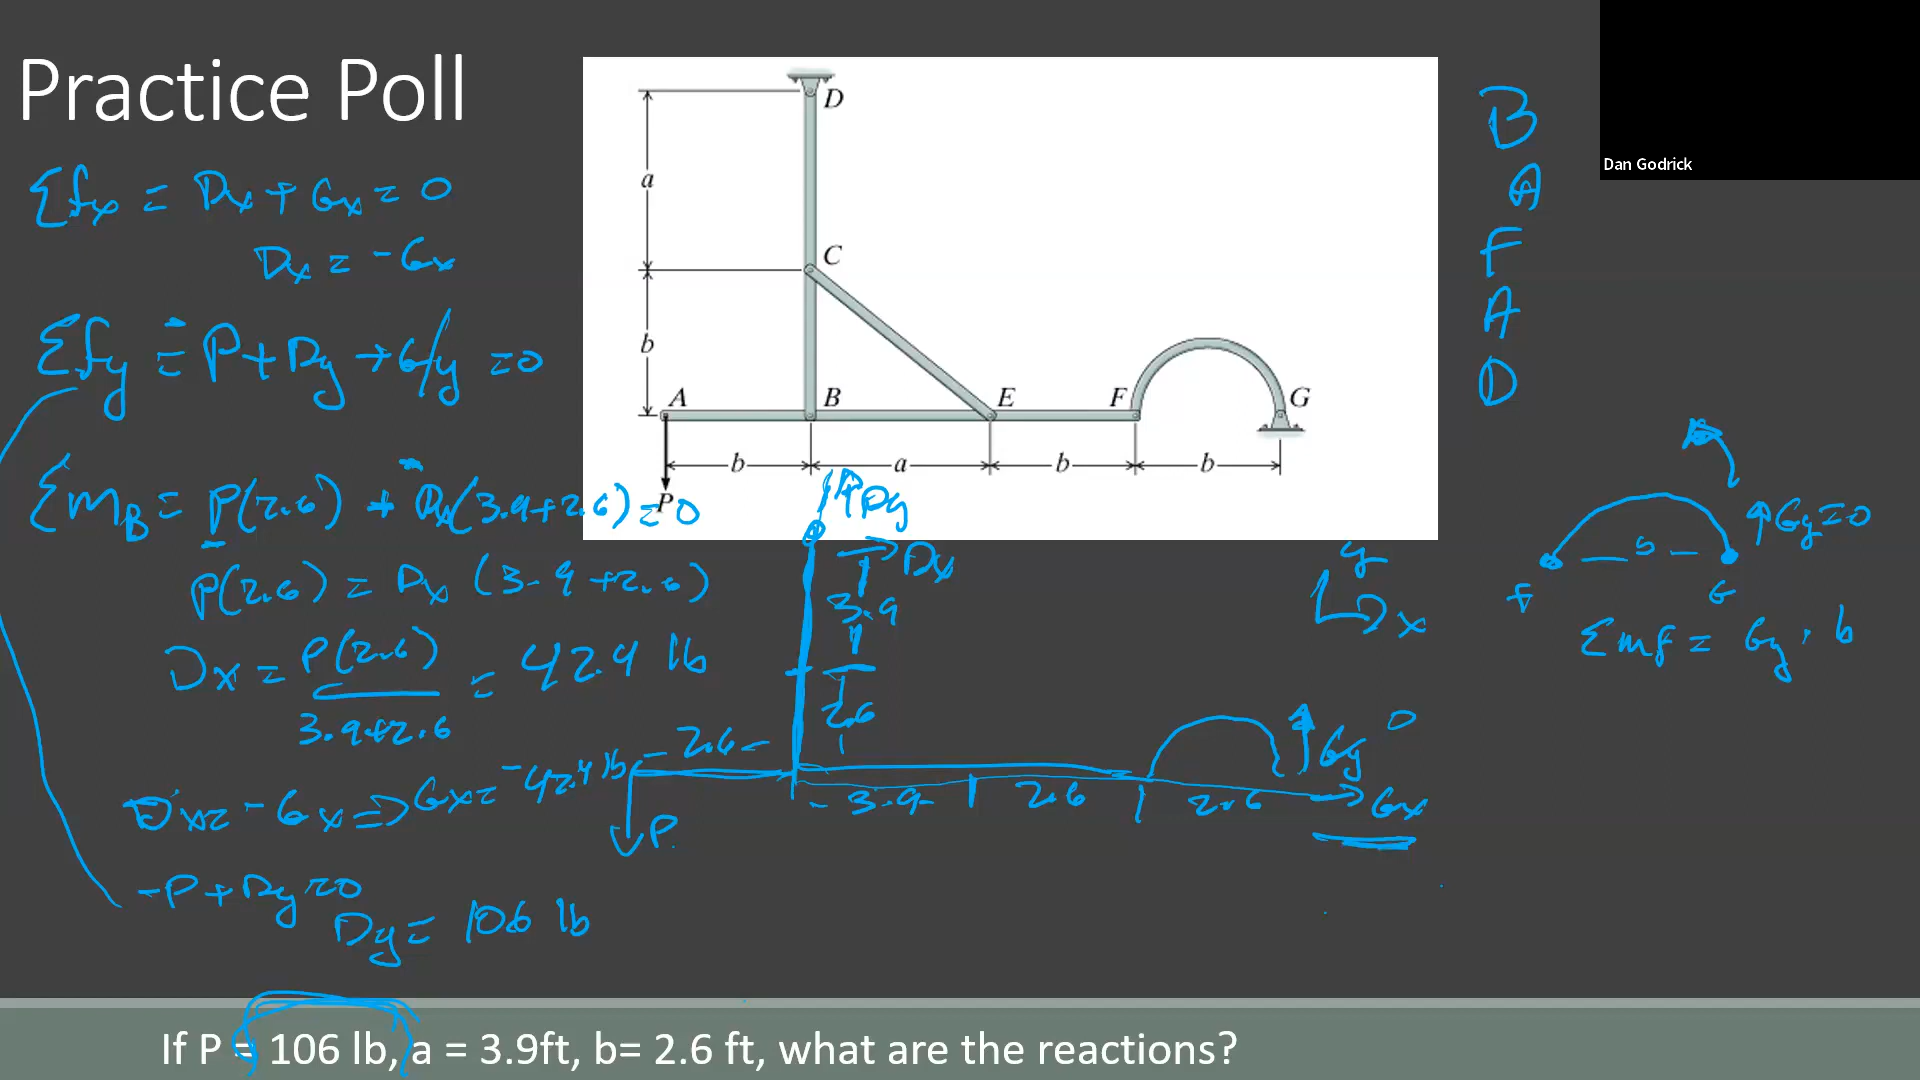 Practice Poll
Dan Godrick
Σfx = Dx + Gx = 0
Dx = -Gx
Σfy = -P + Dy + Gy = 0
ΣMB = P(2.6) + Dx(3.9+2.6) = 0
P(2.6) = Dx (3.9+2.6)
Dx = P(2.6) = 42.4 lb
3.9+2.6
Dx = -Gx => Gx = -42.4 lb
-P + Dy = 0
Dy = 106 lb
D
a
C
b
A B E F G
b a b b
P
Dy
Dx
3.9
2.6
2.6
P
3.9 2.6 2.6
Gy 0
Gx
y
x
B
A
F
A
D
Gy = 0
b
F G
Σmf = Gy · b
If P = 106 lb, a = 3.9ft, b= 2.6 ft, what are the reactions?